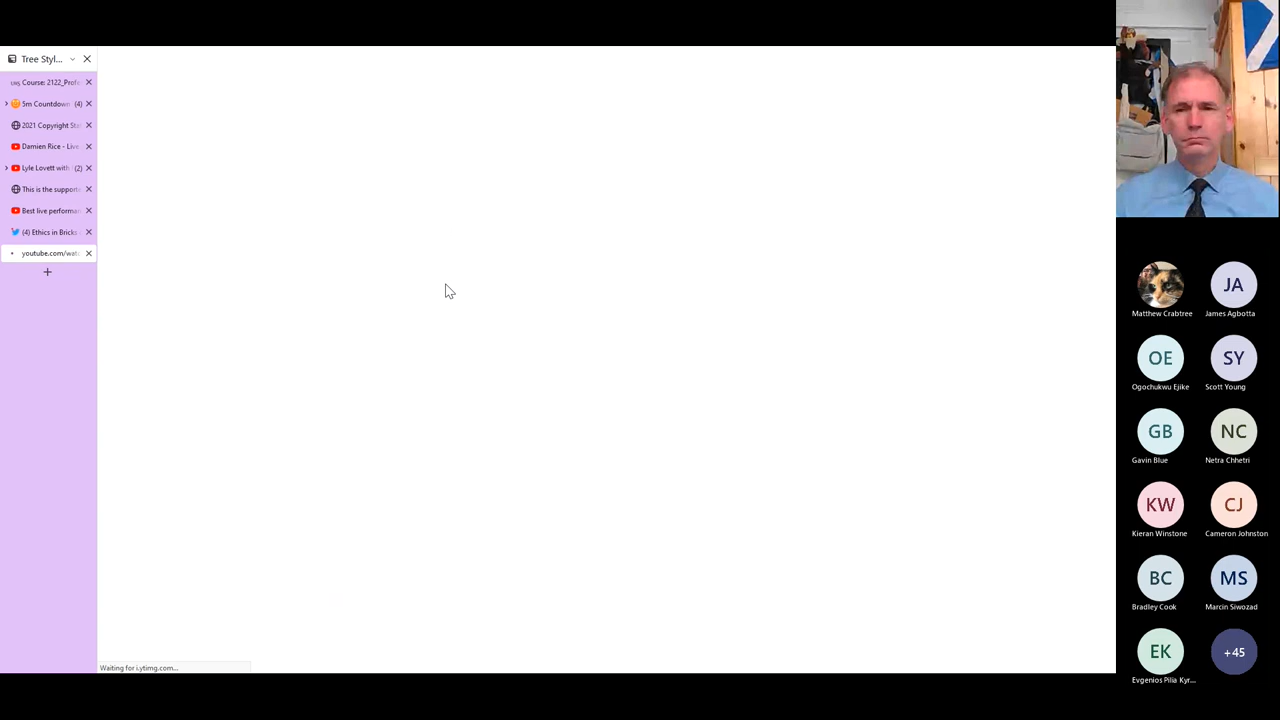 Tree Styl...
Course: 2122_Profe
5m Countdown (4)
2021 Copyright Sta
Damien Rice - Live
Lyle Lovett with (2)
This is the supporte
Best live performan
(4) Ethics in Bricks
youtube.com/watc
Waiting for i.ytimg.com...
Matthew Crabtree
JA
James Agbotta
OE
Ogochukwu Ejike
SY
Scott Young
GB
Gavin Blue
NC
Netra Chhetri
KW
Kieran Winstone
CJ
Cameron Johnston
BC
Bradley Cook
MS
Marcin Siwozad
EK
Evgenios Pilia Kyr...
+45